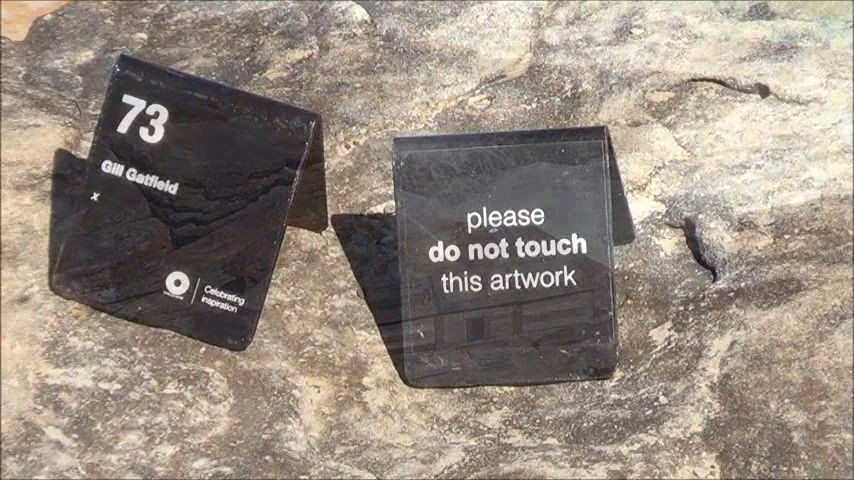 73
Gill Gatfield
x
Celebrating
Inspiration
please
do not touch
this artwork